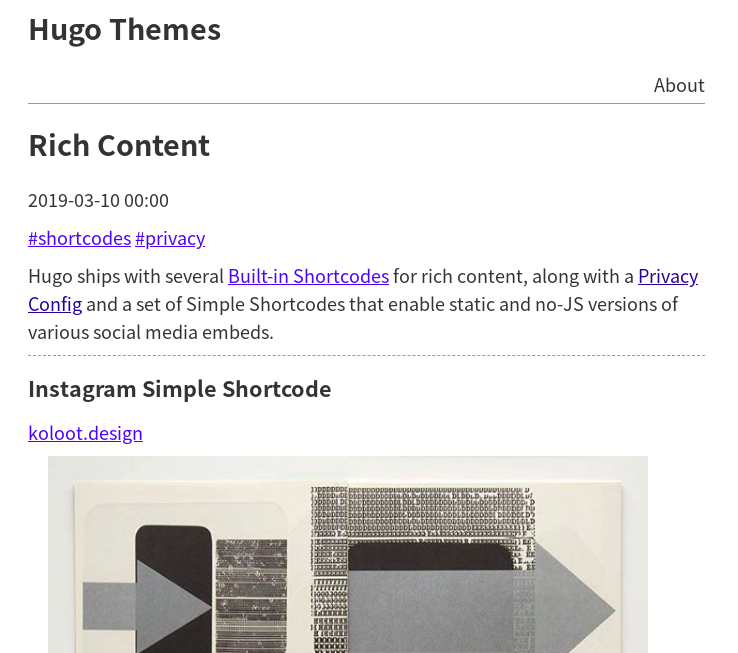 Hugo Themes
About
Rich Content
2019-03-10 00:00
#shortcodes #privacy
Hugo ships with several Built-in Shortcodes for rich content, along with a Privacy
Config and a set of Simple Shortcodes that enable static and no-JS versions of
various social media embeds.
Instagram Simple Shortcode
koloot.design